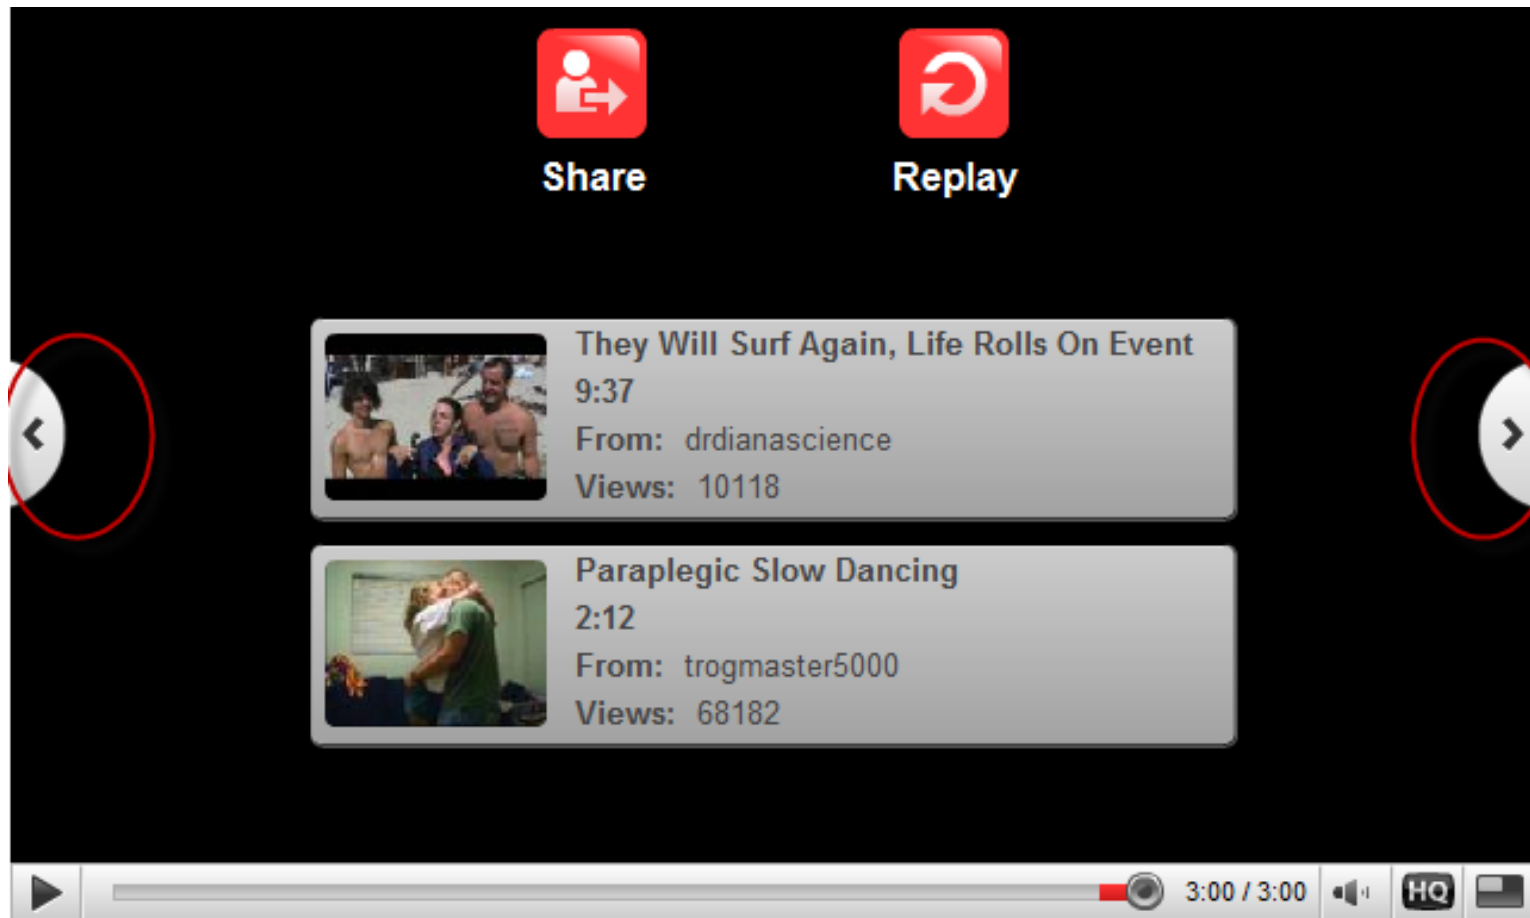 Share
Replay
They Will Surf Again, Life Rolls On Event
9:37
From: drdianascience
Views: 10118
Paraplegic Slow Dancing
2:12
From: trogmaster5000
Views: 68182
3:00 / 3:00
HQ